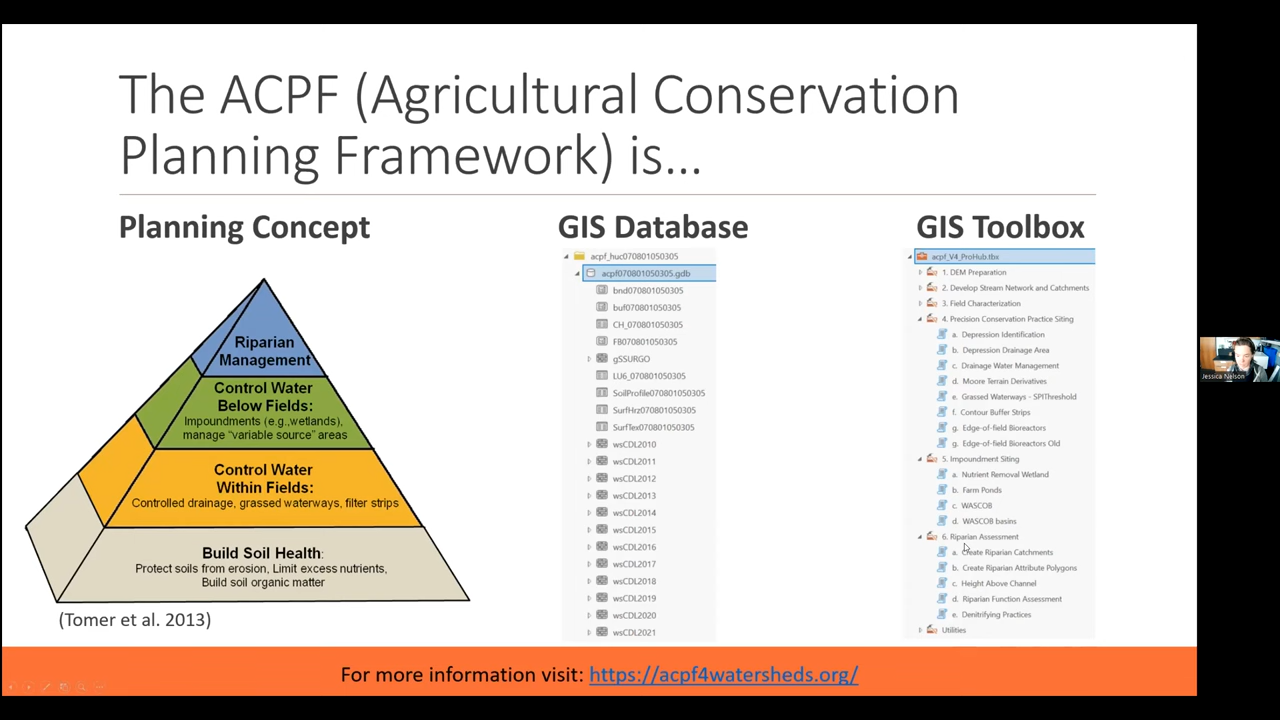 The ACPF (Agricultural Conservation
Planning Framework) is...
Planning Concept
Riparian
Management
Control Water
Below Fields:
Impoundments (e.g.,wetlands),
manage "variable source" areas
Control Water
Within Fields:
Controlled drainage, grassed waterways, filter strips
Build Soil Health:
Protect soils from erosion, Limit excess nutrients,
Build soil organic matter
(Tomer et al. 2013)
GIS Database
acpf_huc070801050305
acpf070801050305.gdb
bnd070801050305
buf070801050305
CH_070801050305
FB070801050305
gSSURGO
LU6_070801050305
SoilProfile070801050305
SurfHrz070801050305
SurfTex070801050305
wsCDL2010
wsCDL2011
wsCDL2012
wsCDL2013
wsCDL2014
wsCDL2015
wsCDL2016
wsCDL2017
wsCDL2018
wsCDL2019
wsCDL2020
wsCDL2021
GIS Toolbox
acpf_V4_ProHub.tbx
1. DEM Preparation
2. Develop Stream Network and Catchments
3. Field Characterization
4. Precision Conservation Practice Siting
a. Depression Identification
b. Depression Drainage Area
c. Drainage Water Management
d. Moore Terrain Derivatives
e. Grassed Waterways - SPIThreshold
f. Contour Buffer Strips
g. Edge-of-field Bioreactors
g. Edge-of-field Bioreactors Old
5. Impoundment Siting
a. Nutrient Removal Wetland
b. Farm Ponds
c. WASCOB
d. WASCOB basins
6. Riparian Assessment
a. Create Riparian Catchments
b. Create Riparian Attribute Polygons
c. Height Above Channel
d. Riparian Function Assessment
e. Denitrifying Practices
Utilities
For more information visit: https://acpf4watersheds.org/
Jessica Nelson